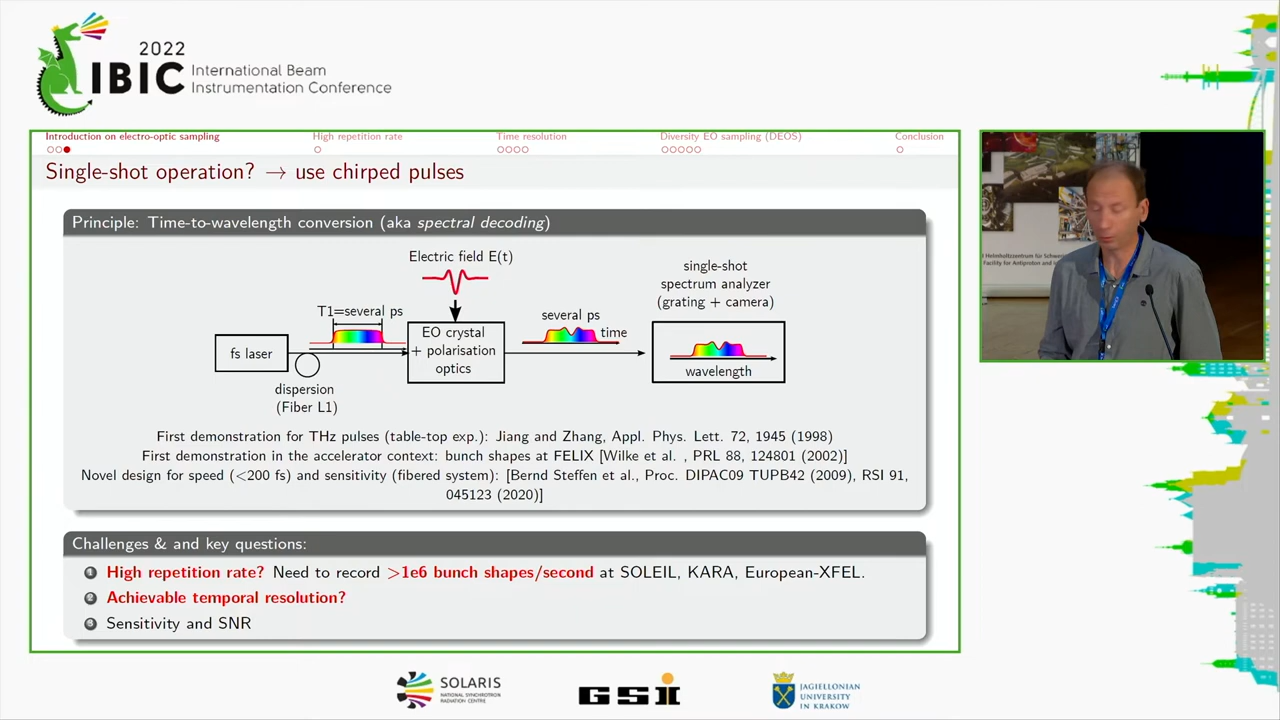 2022
IBIC
International Beam
Instrumentation Conference
Introduction on electro-optic sampling
High repetition rate
Time resolution
Diversity EO sampling (DEOS)
Conclusion
Single-shot operation? → use chirped pulses
Principle: Time-to-wavelength conversion (aka spectral decoding)
Electric field E(t)
single-shot
spectrum analyzer
(grating + camera)
T1=several ps
several ps
time
fs laser
EO crystal
+ polarisation
optics
wavelength
dispersion
(Fiber L1)
First demonstration for THz pulses (table-top exp.): Jiang and Zhang, Appl. Phys. Lett. 72, 1945 (1998)
First demonstration in the accelerator context: bunch shapes at FELIX [Wilke et al. , PRL 88, 124801 (2002)]
Novel design for speed (<200 fs) and sensitivity (fibered system): [Bernd Steffen et al., Proc. DIPAC09 TUPB42 (2009), RSI 91,
045123 (2020)]
Challenges & and key questions:
1 High repetition rate? Need to record >1e6 bunch shapes/second at SOLEIL, KARA, European-XFEL.
2 Achievable temporal resolution?
3 Sensitivity and SNR
Helmholtzzentrum für Schwer
Facility for Antiproton and
SOLARIS
NATIONAL SYNCHROTRON
RADIATION CENTRE
GSI
JAGIELLONIAN
UNIVERSITY
IN KRAKÓW